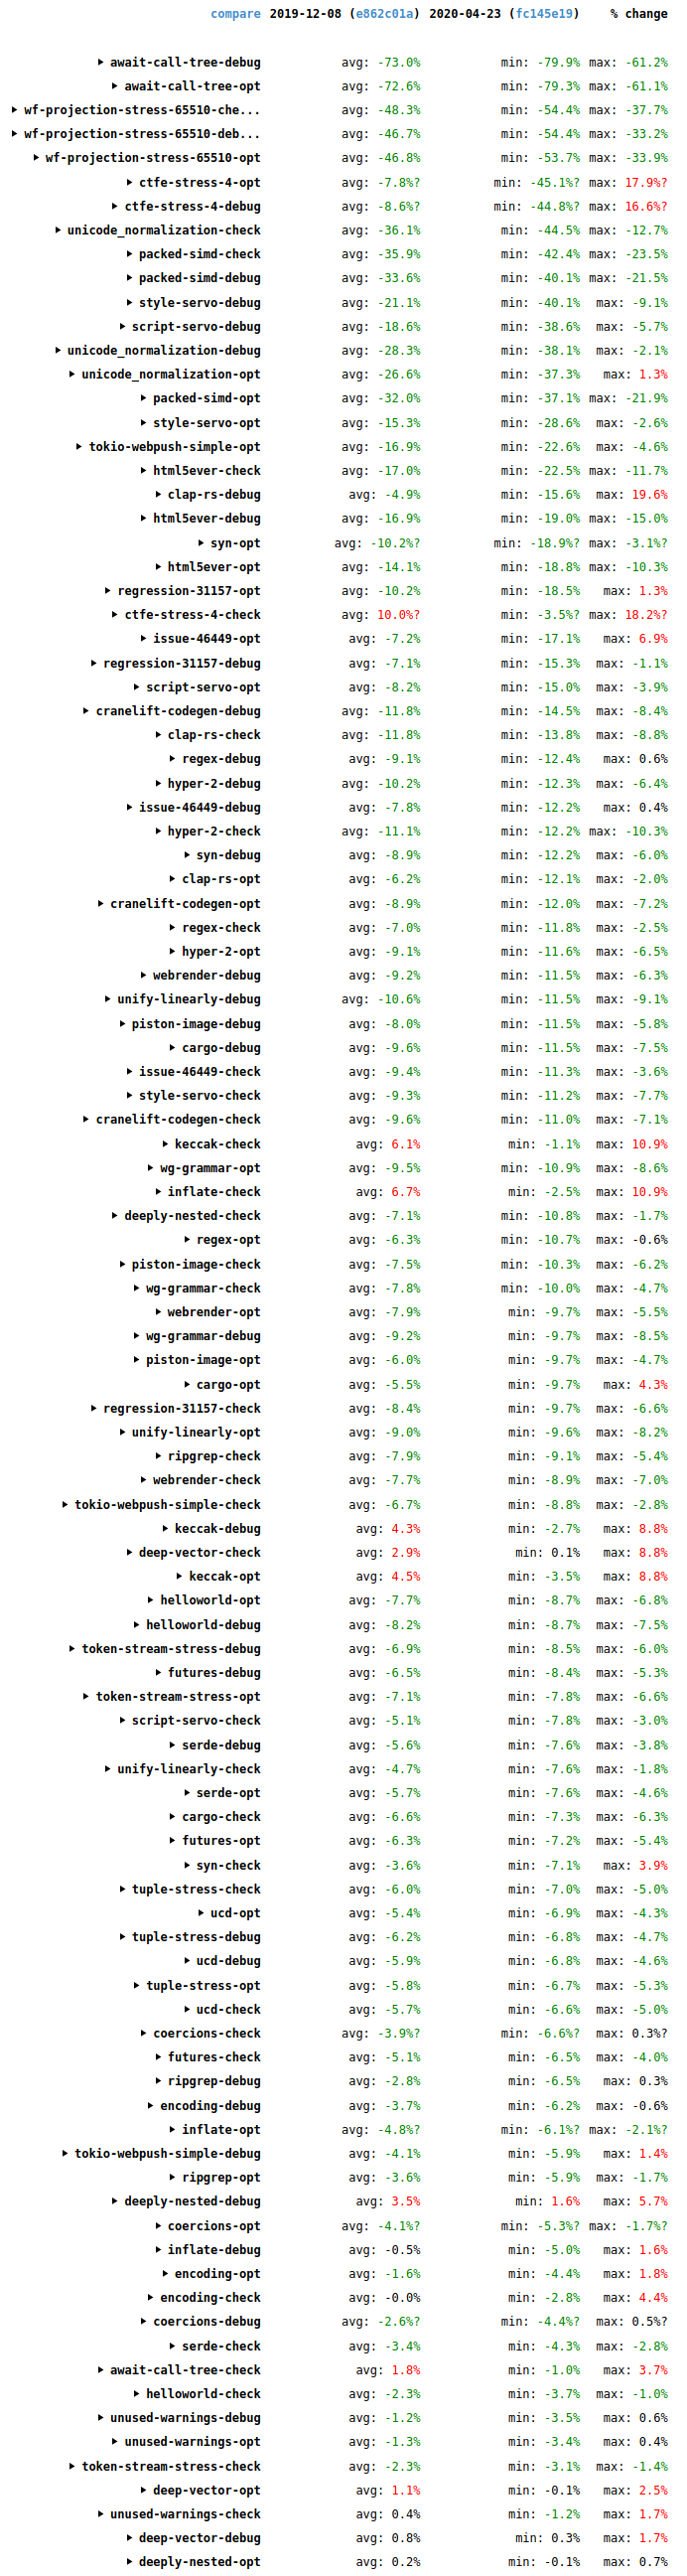 compare 2019-12-08 (e862c01a) 2020-04-23 (fc145e19) % change
await-call-tree-debug avg: -73.0% min: -79.9% max: -61.2%
await-call-tree-opt avg: -72.6% min: -79.3% max: -61.1%
wf-projection-stress-65510-che... avg: -48.3% min: -54.4% max: -37.7%
wf-projection-stress-65510-deb... avg: -46.7% min: -54.4% max: -33.2%
wf-projection-stress-65510-opt avg: -46.8% min: -53.7% max: -33.9%
ctfe-stress-4-opt avg: -7.8%? min: -45.1%? max: 17.9%?
ctfe-stress-4-debug avg: -8.6%? min: -44.8%? max: 16.6%?
unicode_normalization-check avg: -36.1% min: -44.5% max: -12.7%
packed-simd-check avg: -35.9% min: -42.4% max: -23.5%
packed-simd-debug avg: -33.6% min: -40.1% max: -21.5%
style-servo-debug avg: -21.1% min: -40.1% max: -9.1%
script-servo-debug avg: -18.6% min: -38.6% max: -5.7%
unicode_normalization-debug avg: -28.3% min: -38.1% max: -2.1%
unicode_normalization-opt avg: -26.6% min: -37.3% max: 1.3%
packed-simd-opt avg: -32.0% min: -37.1% max: -21.9%
style-servo-opt avg: -15.3% min: -28.6% max: -2.6%
tokio-webpush-simple-opt avg: -16.9% min: -22.6% max: -4.6%
html5ever-check avg: -17.0% min: -22.5% max: -11.7%
clap-rs-debug avg: -4.9% min: -15.6% max: 19.6%
html5ever-debug avg: -16.9% min: -19.0% max: -15.0%
syn-opt avg: -10.2%? min: -18.9%? max: -3.1%?
html5ever-opt avg: -14.1% min: -18.8% max: -10.3%
regression-31157-opt avg: -10.2% min: -18.5% max: 1.3%
ctfe-stress-4-check avg: 10.0%? min: -3.5%? max: 18.2%?
issue-46449-opt avg: -7.2% min: -17.1% max: 6.9%
regression-31157-debug avg: -7.1% min: -15.3% max: -1.1%
script-servo-opt avg: -8.2% min: -15.0% max: -3.9%
cranelift-codegen-debug avg: -11.8% min: -14.5% max: -8.4%
clap-rs-check avg: -11.8% min: -13.8% max: -8.8%
regex-debug avg: -9.1% min: -12.4% max: 0.6%
hyper-2-debug avg: -10.2% min: -12.3% max: -6.4%
issue-46449-debug avg: -7.8% min: -12.2% max: 0.4%
hyper-2-check avg: -11.1% min: -12.2% max: -10.3%
syn-debug avg: -8.9% min: -12.2% max: -6.0%
clap-rs-opt avg: -6.2% min: -12.1% max: -2.0%
cranelift-codegen-opt avg: -8.9% min: -12.0% max: -7.2%
regex-check avg: -7.0% min: -11.8% max: -2.5%
hyper-2-opt avg: -9.1% min: -11.6% max: -6.5%
webrender-debug avg: -9.2% min: -11.5% max: -6.3%
unify-linearly-debug avg: -10.6% min: -11.5% max: -9.1%
piston-image-debug avg: -8.0% min: -11.5% max: -5.8%
cargo-debug avg: -9.6% min: -11.5% max: -7.5%
issue-46449-check avg: -9.4% min: -11.3% max: -3.6%
style-servo-check avg: -9.3% min: -11.2% max: -7.7%
cranelift-codegen-check avg: -9.6% min: -11.0% max: -7.1%
keccak-check avg: 6.1% min: -1.1% max: 10.9%
wg-grammar-opt avg: -9.5% min: -10.9% max: -8.6%
inflate-check avg: 6.7% min: -2.5% max: 10.9%
deeply-nested-check avg: -7.1% min: -10.8% max: -1.7%
regex-opt avg: -6.3% min: -10.7% max: -0.6%
piston-image-check avg: -7.5% min: -10.3% max: -6.2%
wg-grammar-check avg: -7.8% min: -10.0% max: -4.7%
webrender-opt avg: -7.9% min: -9.7% max: -5.5%
wg-grammar-debug avg: -9.2% min: -9.7% max: -8.5%
piston-image-opt avg: -6.0% min: -9.7% max: -4.7%
cargo-opt avg: -5.5% min: -9.7% max: 4.3%
regression-31157-check avg: -8.4% min: -9.7% max: -6.6%
unify-linearly-opt avg: -9.0% min: -9.6% max: -8.2%
ripgrep-check avg: -7.9% min: -9.1% max: -5.4%
webrender-check avg: -7.7% min: -8.9% max: -7.0%
tokio-webpush-simple-check avg: -6.7% min: -8.8% max: -2.8%
keccak-debug avg: 4.3% min: -2.7% max: 8.8%
deep-vector-check avg: 2.9% min: 0.1% max: 8.8%
keccak-opt avg: 4.5% min: -3.5% max: 8.8%
helloworld-opt avg: -7.7% min: -8.7% max: -6.8%
helloworld-debug avg: -8.2% min: -8.7% max: -7.5%
token-stream-stress-debug avg: -6.9% min: -8.5% max: -6.0%
futures-debug avg: -6.5% min: -8.4% max: -5.3%
token-stream-stress-opt avg: -7.1% min: -7.8% max: -6.6%
script-servo-check avg: -5.1% min: -7.8% max: -3.0%
serde-debug avg: -5.6% min: -7.6% max: -3.8%
unify-linearly-check avg: -4.7% min: -7.6% max: -1.8%
serde-opt avg: -5.7% min: -7.6% max: -4.6%
cargo-check avg: -6.6% min: -7.3% max: -6.3%
futures-opt avg: -6.3% min: -7.2% max: -5.4%
syn-check avg: -3.6% min: -7.1% max: 3.9%
tuple-stress-check avg: -6.0% min: -7.0% max: -5.0%
ucd-opt avg: -5.4% min: -6.9% max: -4.3%
tuple-stress-debug avg: -6.2% min: -6.8% max: -4.7%
ucd-debug avg: -5.9% min: -6.8% max: -4.6%
tuple-stress-opt avg: -5.8% min: -6.7% max: -5.3%
ucd-check avg: -5.7% min: -6.6% max: -5.0%
coercions-check avg: -3.9%? min: -6.6%? max: 0.3%?
futures-check avg: -5.1% min: -6.5% max: -4.0%
ripgrep-debug avg: -2.8% min: -6.5% max: 0.3%
encoding-debug avg: -3.7% min: -6.2% max: -0.6%
inflate-opt avg: -4.8%? min: -6.1%? max: -2.1%?
tokio-webpush-simple-debug avg: -4.1% min: -5.9% max: 1.4%
ripgrep-opt avg: -3.6% min: -5.9% max: -1.7%
deeply-nested-debug avg: 3.5% min: 1.6% max: 5.7%
coercions-opt avg: -4.1%? min: -5.3%? max: -1.7%?
inflate-debug avg: -0.5% min: -5.0% max: 1.6%
encoding-opt avg: -1.6% min: -4.4% max: 1.8%
encoding-check avg: -0.0% min: -2.8% max: 4.4%
coercions-debug avg: -2.6%? min: -4.4%? max: 0.5%?
serde-check avg: -3.4% min: -4.3% max: -2.8%
await-call-tree-check avg: 1.8% min: -1.0% max: 3.7%
helloworld-check avg: -2.3% min: -3.7% max: -1.0%
unused-warnings-debug avg: -1.2% min: -3.5% max: 0.6%
unused-warnings-opt avg: -1.3% min: -3.4% max: 0.4%
token-stream-stress-check avg: -2.3% min: -3.1% max: -1.4%
deep-vector-opt avg: 1.1% min: -0.1% max: 2.5%
unused-warnings-check avg: 0.4% min: -1.2% max: 1.7%
deep-vector-debug avg: 0.8% min: 0.3% max: 1.7%
deeply-nested-opt avg: 0.2% min: -0.1% max: 0.7%